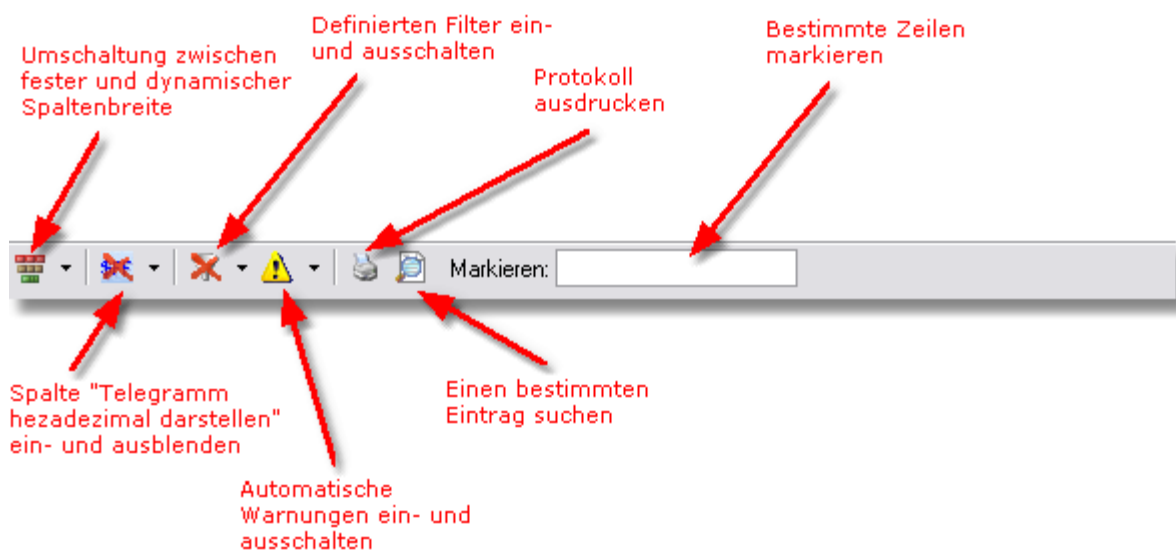 Umschaltung zwischen
fester und dynamischer
Spaltenbreite
Definierten Filter ein-
und ausschalten
Protokoll
ausdrucken
Bestimmte Zeilen
markieren
Markieren:
Spalte "Telegramm
hezadezimal darstellen"
ein- und ausblenden
Automatische
Warnungen ein- und
ausschalten
Einen bestimmten
Eintrag suchen